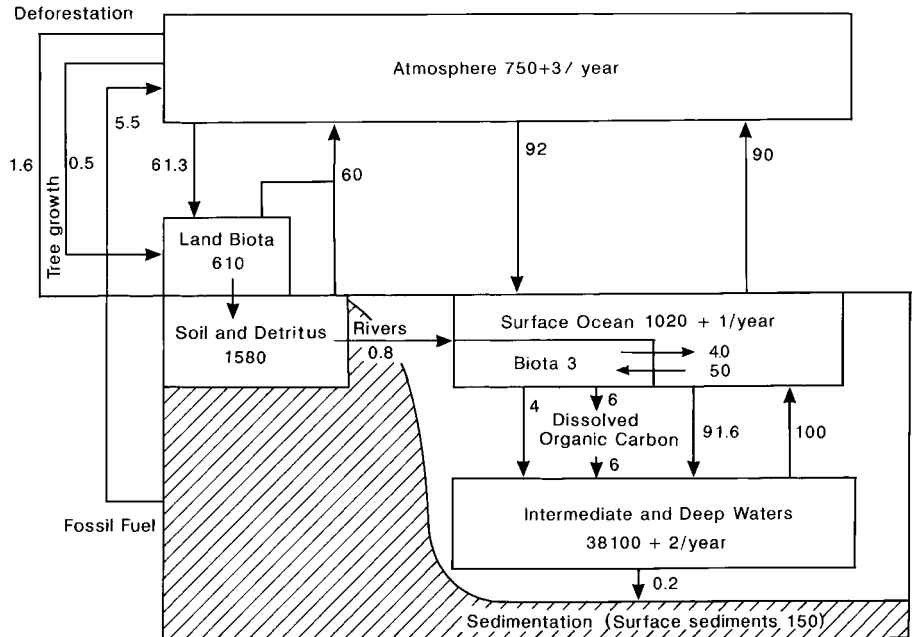 Deforestation
Atmosphere 750+3/ year
5.5
1.6
0.5
61.3
60
92
90
Tree growth
Land Biota
610
Soil and Detritus
1580
Rivers
0.8
Surface Ocean 1020 + 1/year
Biota 3
40
50
4
6
Dissolved
Organic Carbon
6
91.6
100
Fossil Fuel
Intermediate and Deep Waters
38100 + 2/year
0.2
Sedimentation (Surface sediments 150)